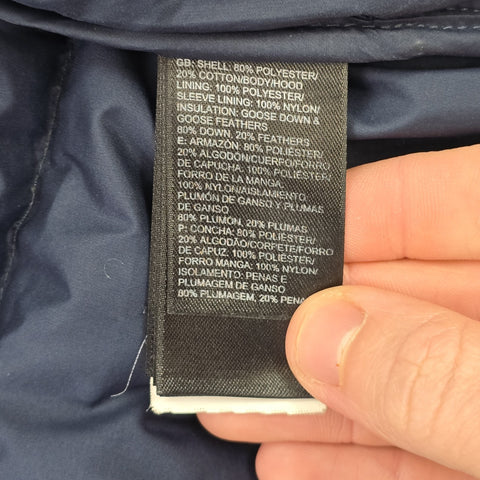 GB: SHELL: 80% POLYESTER/
20% COTTON/BODY/HOOD
LINING: 100% POLYESTER/
SLEEVE LINING: 100% NYLON/
INSULATION: GOOSE DOWN &
GOOSE FEATHERS
80% DOWN, 20% FEATHERS
E: ARMAZÓN: 80% POLIÉSTER/
20% ALGODÓN/CUERPO/FORRO
DE CAPUCHA: 100% POLIÉSTER/
FORRO DE LA MANGA:
100% NYLON/AISLAMIENTO
PLUMÓN DE GANSO Y PLUMAS
DE GANSO
80% PLUMÓN, 20% PLUMAS
P: CONCHA: 80% POLIÉSTER/
20% ALGODÃO/CORPETE/FORRO
DE CAPUZ: 100% POLIÉSTER/
FORRO MANGA: 100% NYLON/
ISOLAMENTO: PENAS E
PLUMAGEM DE GANSO
80% PLUMAGEM, 20% PENA